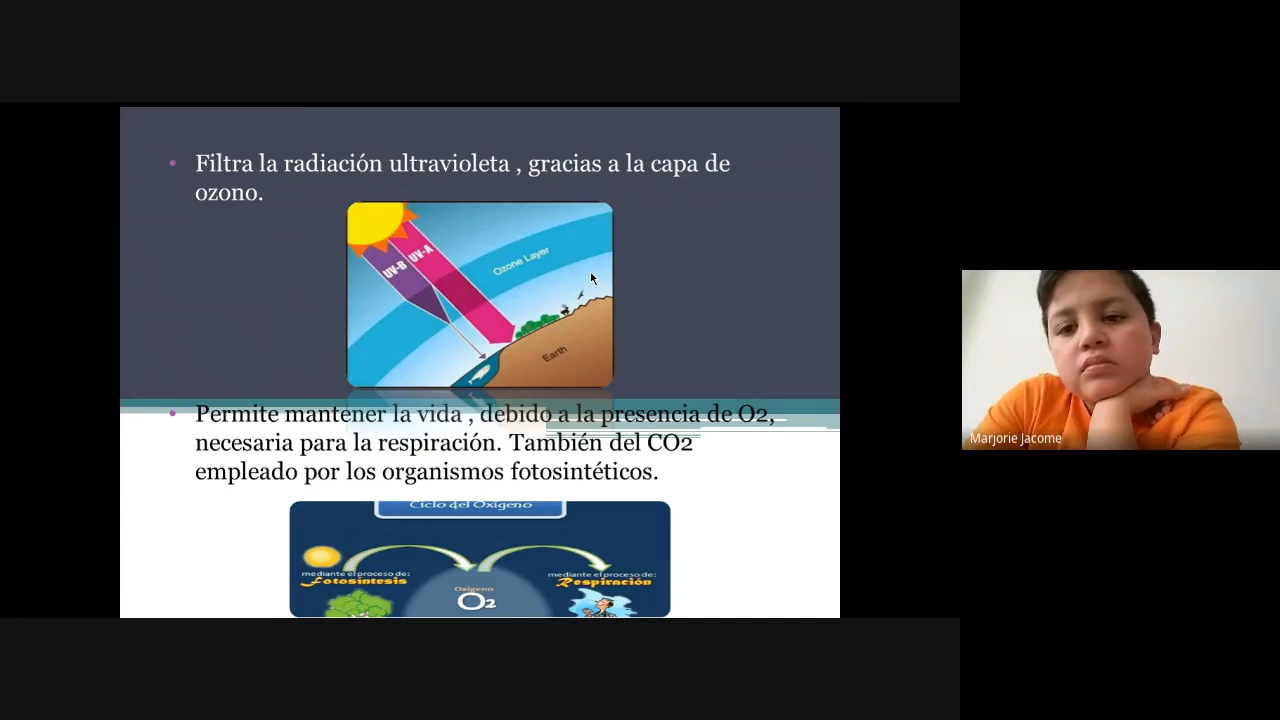 Filtra la radiación ultravioleta , gracias a la capa de
ozono.
UV-B
UV-A
Ozone Layer
Earth
Permite mantener la vida , debido a la presencia de O2,
necesaria para la respiración. También del CO2
empleado por los organismos fotosintéticos.
Ciclo del Oxígeno
mediante el proceso de:
Fotosíntesis
Oxígeno
O2
mediante el proceso de:
Respiración
Marjorie Jacome